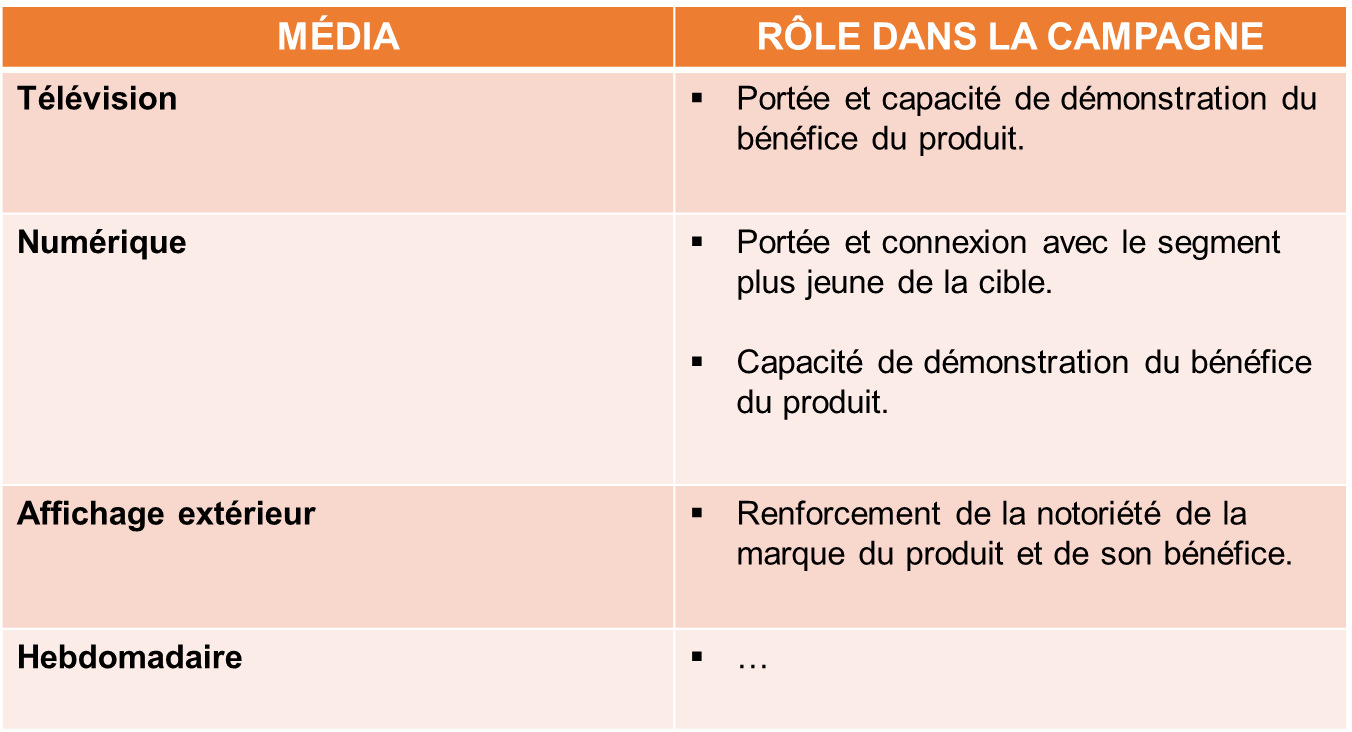 MÉDIA
RÔLE DANS LA CAMPAGNE
Télévision
▪ Portée et capacité de démonstration du
bénéfice du produit.
Numérique
▪ Portée et connexion avec le segment
plus jeune de la cible.
▪ Capacité de démonstration du bénéfice
du produit.
Affichage extérieur
▪ Renforcement de la notoriété de la
marque du produit et de son bénéfice.
Hebdomadaire
▪ …